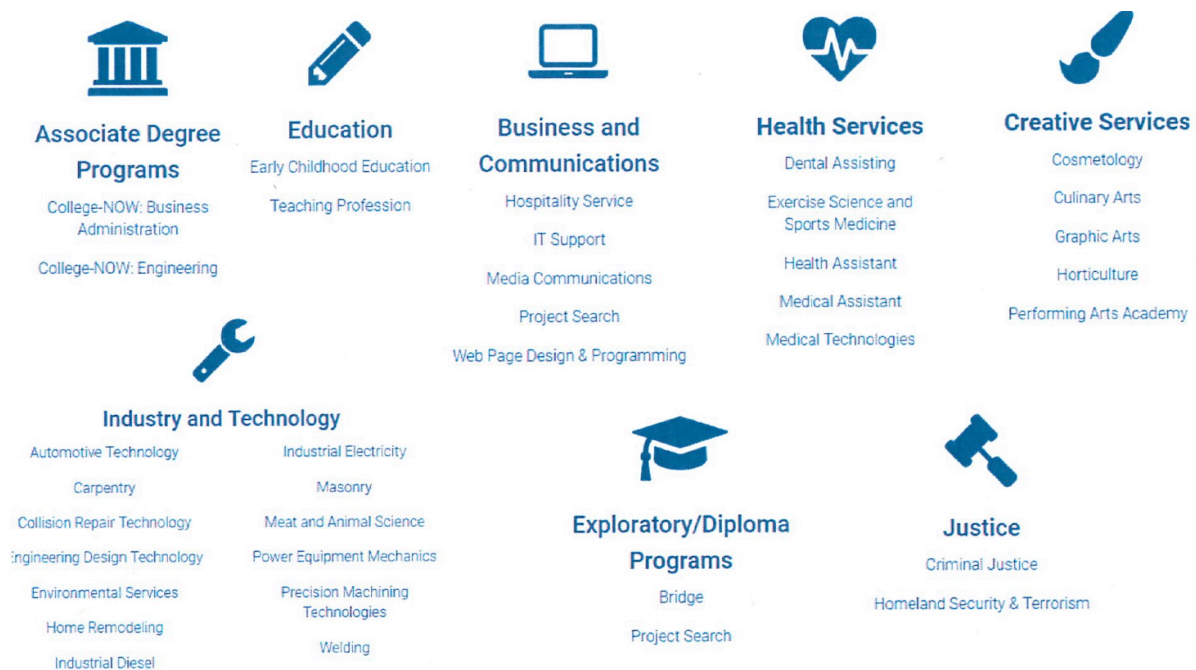 Associate Degree
Programs
College-NOW: Business
Administration
College-NOW: Engineering
Education
Early Childhood Education
Teaching Profession
Business and
Communications
Hospitality Service
IT Support
Media Communications
Project Search
Web Page Design & Programming
Health Services
Dental Assisting
Exercise Science and
Sports Medicine
Health Assistant
Medical Assistant
Medical Technologies
Creative Services
Cosmetology
Culinary Arts
Graphic Arts
Horticulture
Performing Arts Academy
Industry and Technology
Automotive Technology
Carpentry
Collision Repair Technology
Engineering Design Technology
Environmental Services
Home Remodeling
Industrial Diesel
Industrial Electricity
Masonry
Meat and Animal Science
Power Equipment Mechanics
Precision Machining
Technologies
Welding
Exploratory/Diploma
Programs
Bridge
Project Search
Justice
Criminal Justice
Homeland Security & Terrorism